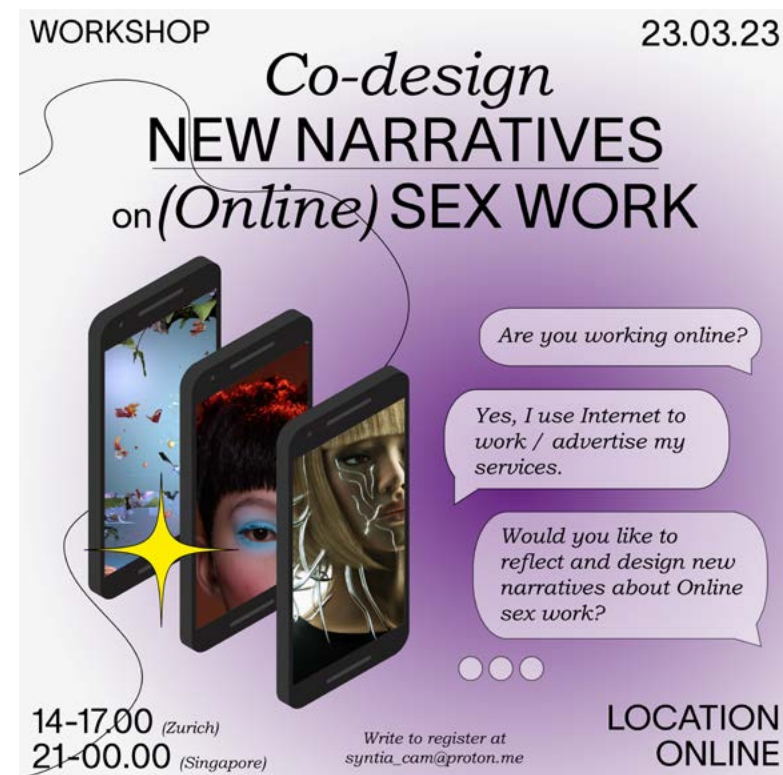 WORKSHOP
23.03.23
Co-design
NEW NARRATIVES
on (Online) SEX WORK
Are you working online?
Yes, I use Internet to
work / advertise my
services.
Would you like to
reflect and design new
narratives about Online
sex work?
14-17.00 (Zurich)
21-00.00 (Singapore)
Write to register at
syntia_cam@proton.me
LOCATION
ONLINE